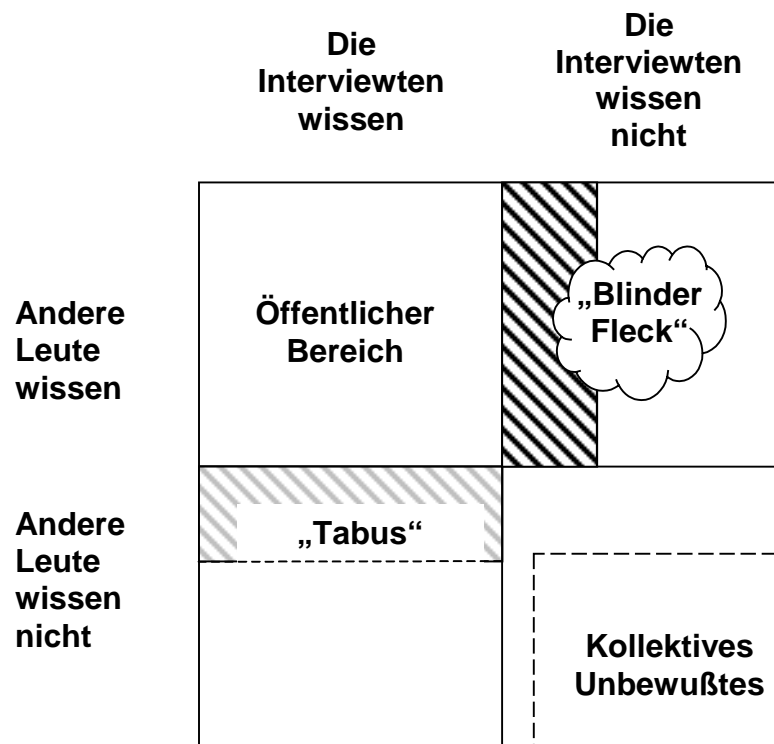 Die
Interviewten
wissen
Die
Interviewten
wissen
nicht
Andere
Leute
wissen
Öffentlicher
Bereich
„Blinder
Fleck“
Andere
Leute
wissen
nicht
„Tabus“
Kollektives
Unbewußtes